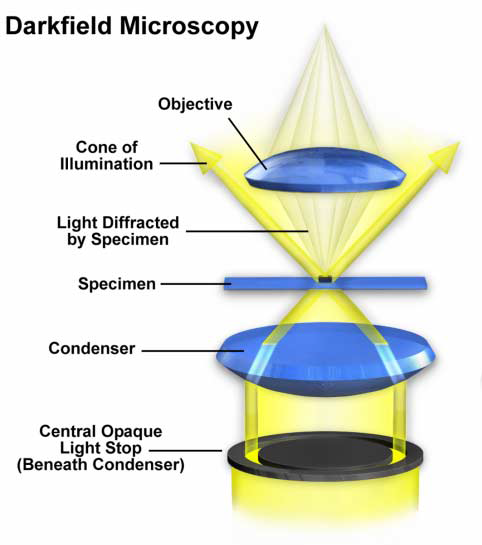 Darkfield Microscopy
Objective
Cone of
Illumination
Light Diffracted
by Specimen
Specimen
Condenser
Central Opaque
Light Stop
(Beneath Condenser)